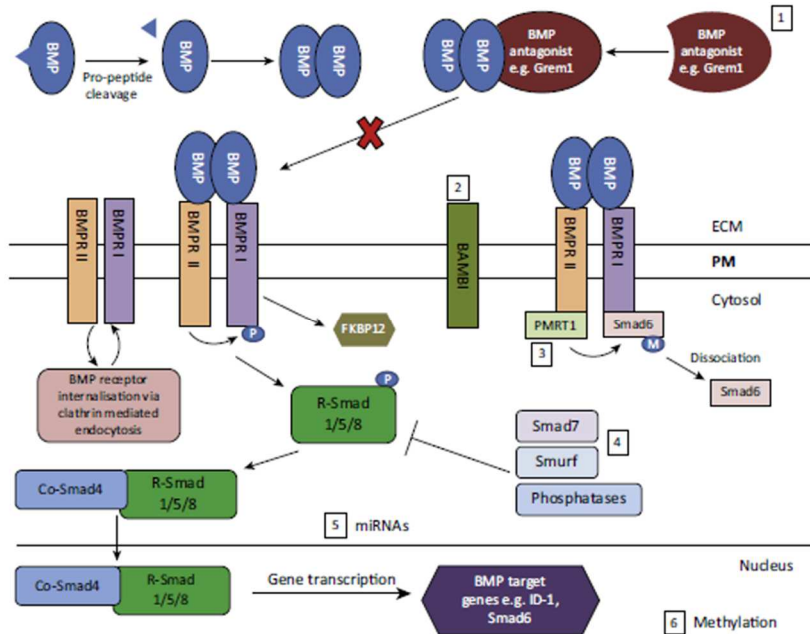 BMP
Pro-peptide
cleavage
BMP
BMP
BMP
BMP
BMP
BMP
antagonist
e.g. Grem1
BMP
antagonist
e.g. Grem1
1
BMPR II
BMPR I
BMP
BMP
BMPR II
BMPR I
P
FKBP12
2
BAMBI
BMP
BMP
BMPR II
BMPR I
ECM
PM
Cytosol
PMRT1
Smad6
M
3
Dissociation
Smad6
BMP receptor
internalisation via
clathrin mediated
endocytosis
P
R-Smad
1/5/8
Smad7
Smurf
Phosphatases
4
Co-Smad4
R-Smad
1/5/8
5
miRNAs
Nucleus
Co-Smad4
R-Smad
1/5/8
Gene transcription
BMP target
genes e.g. ID-1,
Smad6
6
Methylation